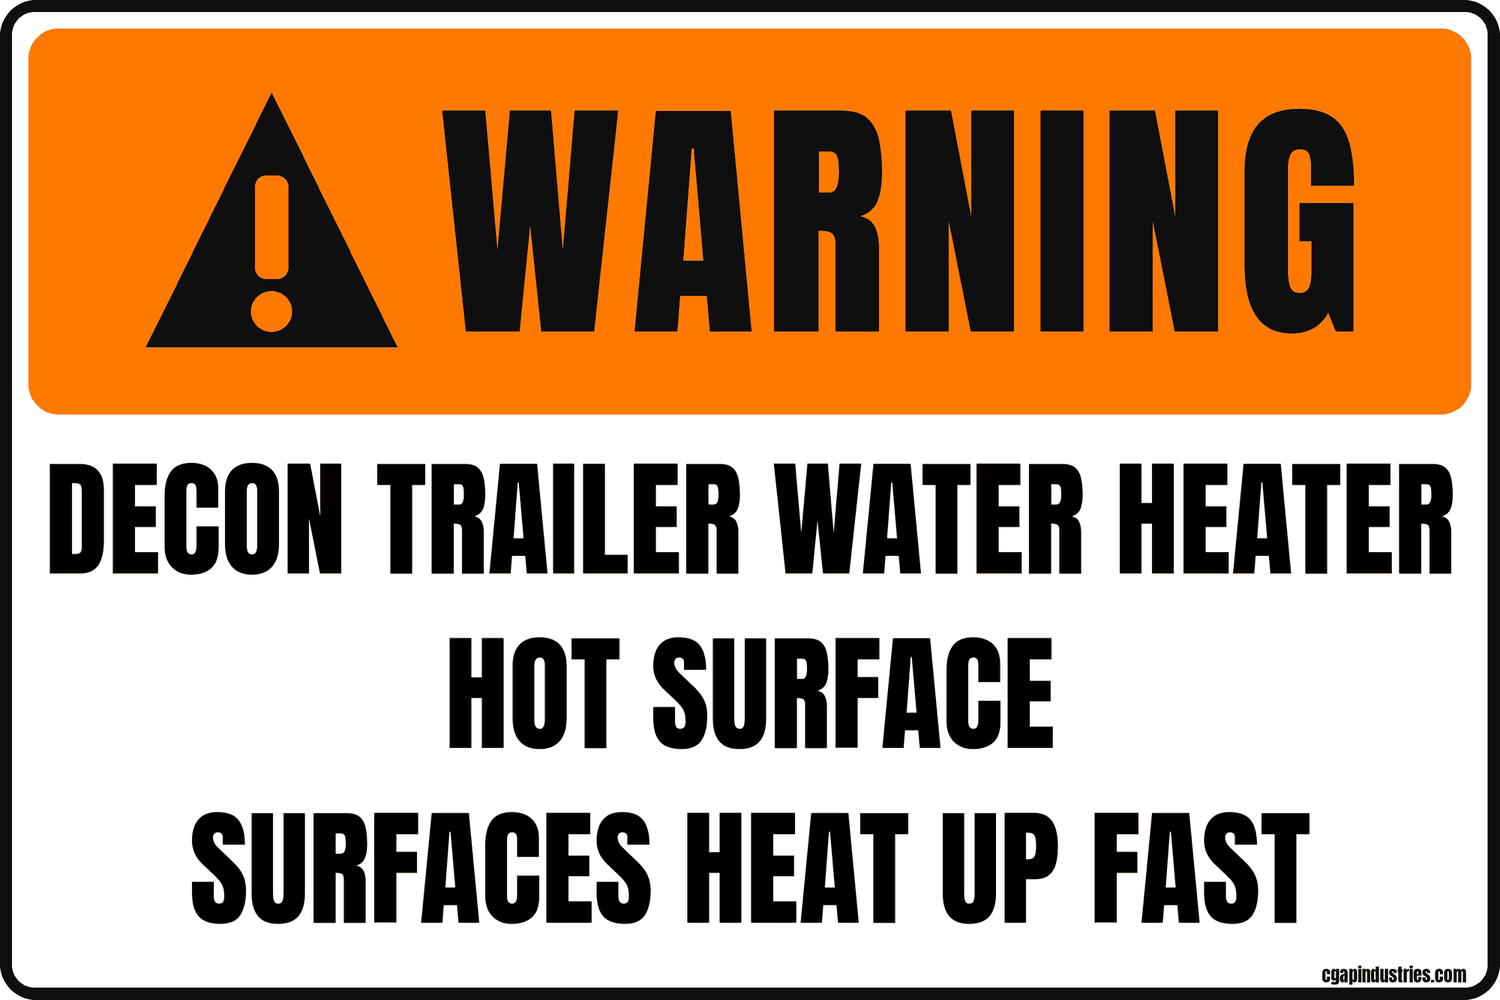 WARNING
DECON TRAILER WATER HEATER
HOT SURFACE
SURFACES HEAT UP FAST
cgapindustries.com